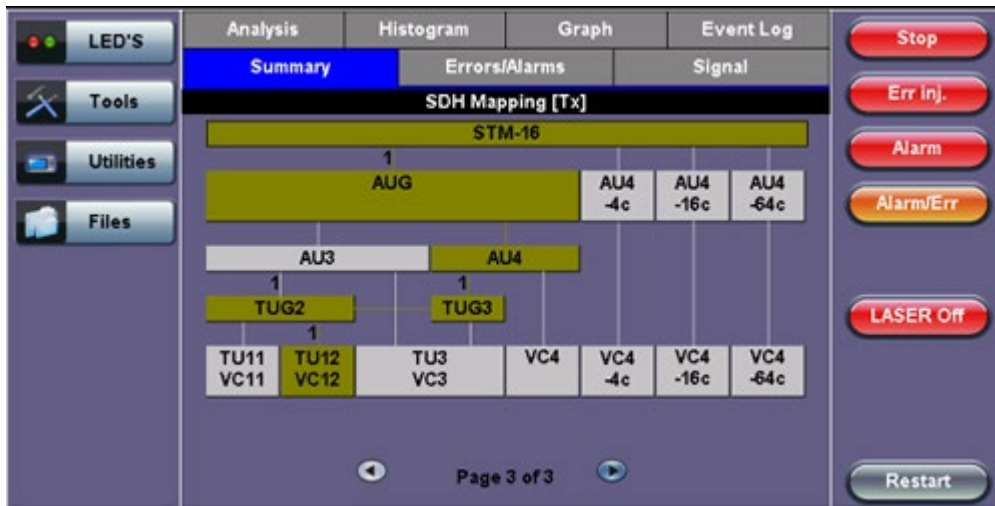 LED'S
Tools
Utilities
Files
Analysis Histogram Graph Event Log
Summary Errors/Alarms Signal
SDH Mapping [Tx]
STM-16
1
AUG AU4 AU4 AU4
-4c -16c -64c
AU3 AU4
1 1
TUG2 TUG3
1
TU11 TU12 TU3 VC4 VC4 VC4 VC4
VC11 VC12 VC3 -4c -16c -64c
Page 3 of 3
Stop
Err inj.
Alarm
Alarm/Err
LASER Off
Restart